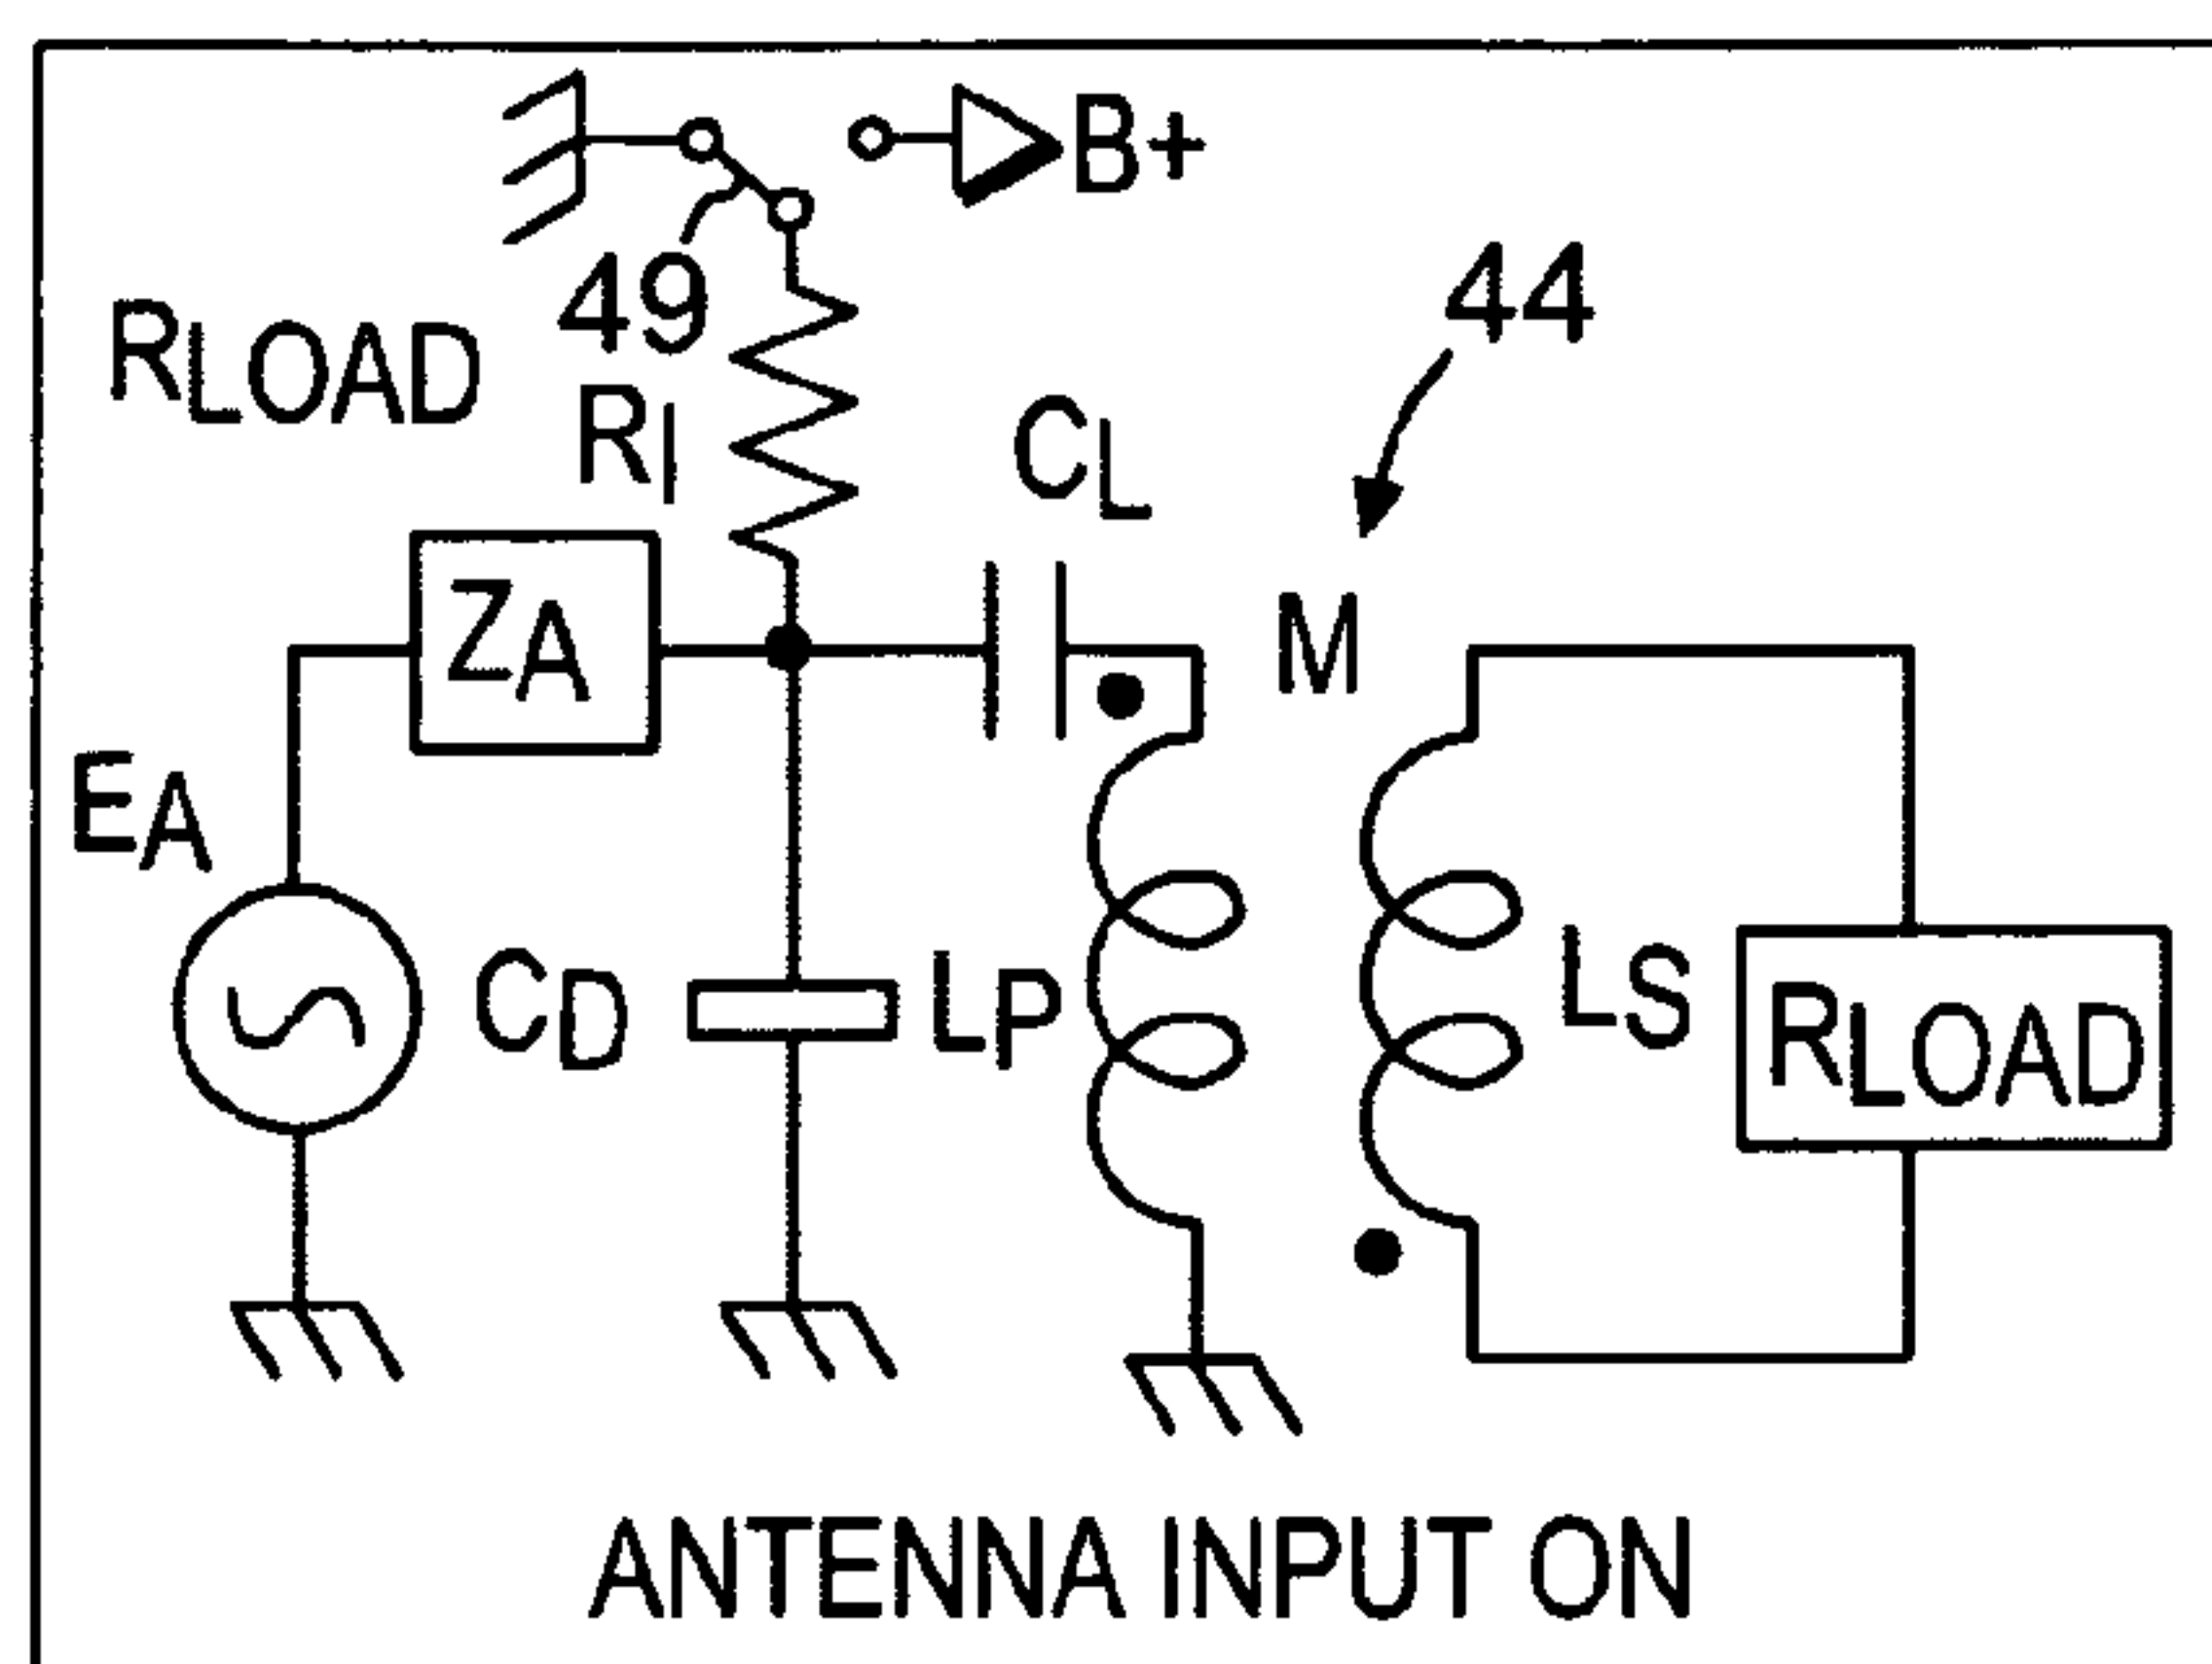 B+
49
44
RLOAD
RI
CL
ZA
M
EA
CD
LP
LS
RLOAD
ANTENNA INPUT ON